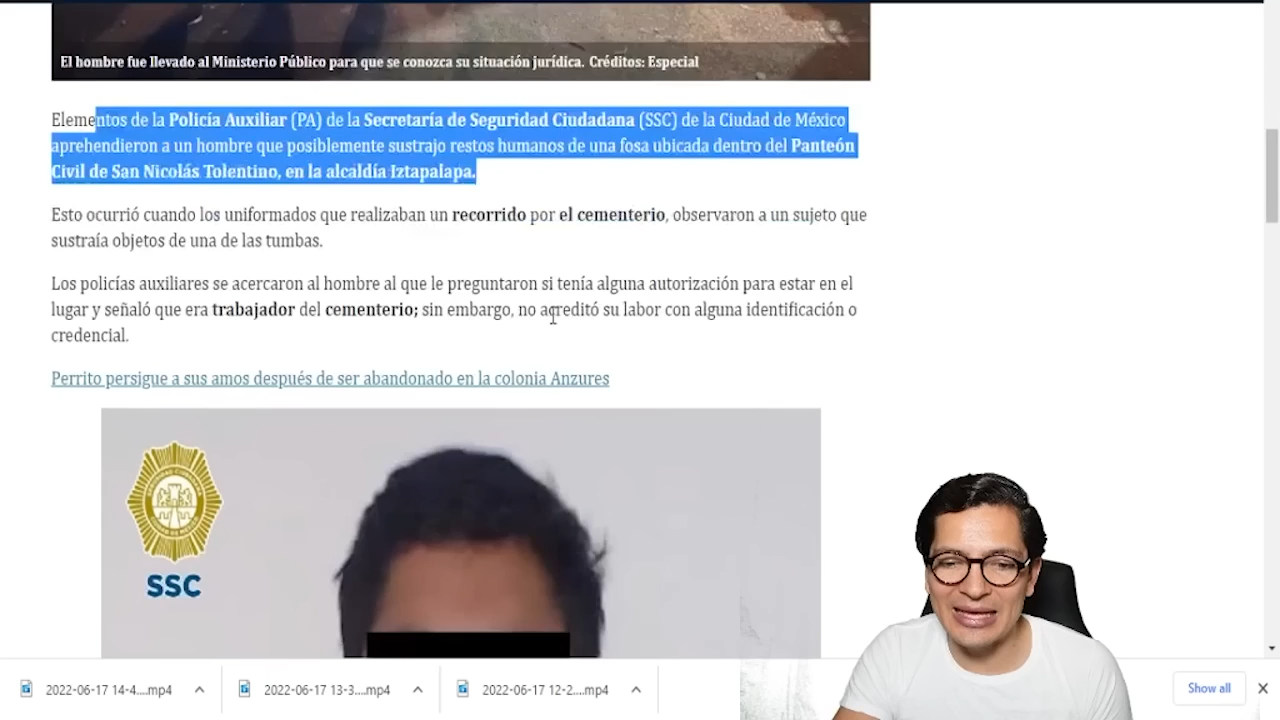 El hombre fue llevado al Ministerio Público para que se conozca su situación jurídica. Créditos: Especial
Elementos de la Policía Auxiliar (PA) de la Secretaría de Seguridad Ciudadana (SSC) de la Ciudad de México
aprehendieron a un hombre que posiblemente sustrajo restos humanos de una fosa ubicada dentro del Panteón
Civil de San Nicolás Tolentino, en la alcaldía Iztapalapa.
Esto ocurrió cuando los uniformados que realizaban un recorrido por el cementerio, observaron a un sujeto que
sustraía objetos de una de las tumbas.
Los policías auxiliares se acercaron al hombre al que le preguntaron si tenía alguna autorización para estar en el
lugar y señaló que era trabajador del cementerio; sin embargo, no acreditó su labor con alguna identificación o
credencial.
Perrito persigue a sus amos después de ser abandonado en la colonia Anzures
SSC
2022-06-17 14-4....mp4
2022-06-17 13-3....mp4
2022-06-17 12-2....mp4
Show all